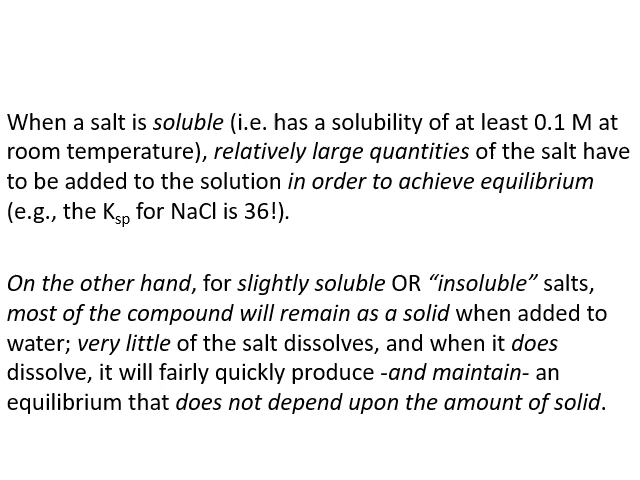 When a salt is soluble (i.e. has a solubility of at least 0.1 M at
room temperature), relatively large quantities of the salt have
to be added to the solution in order to achieve equilibrium
(e.g., the Ksp for NaCl is 36!).
On the other hand, for slightly soluble OR “insoluble” salts,
most of the compound will remain as a solid when added to
water; very little of the salt dissolves, and when it does
dissolve, it will fairly quickly produce -and maintain- an
equilibrium that does not depend upon the amount of solid.